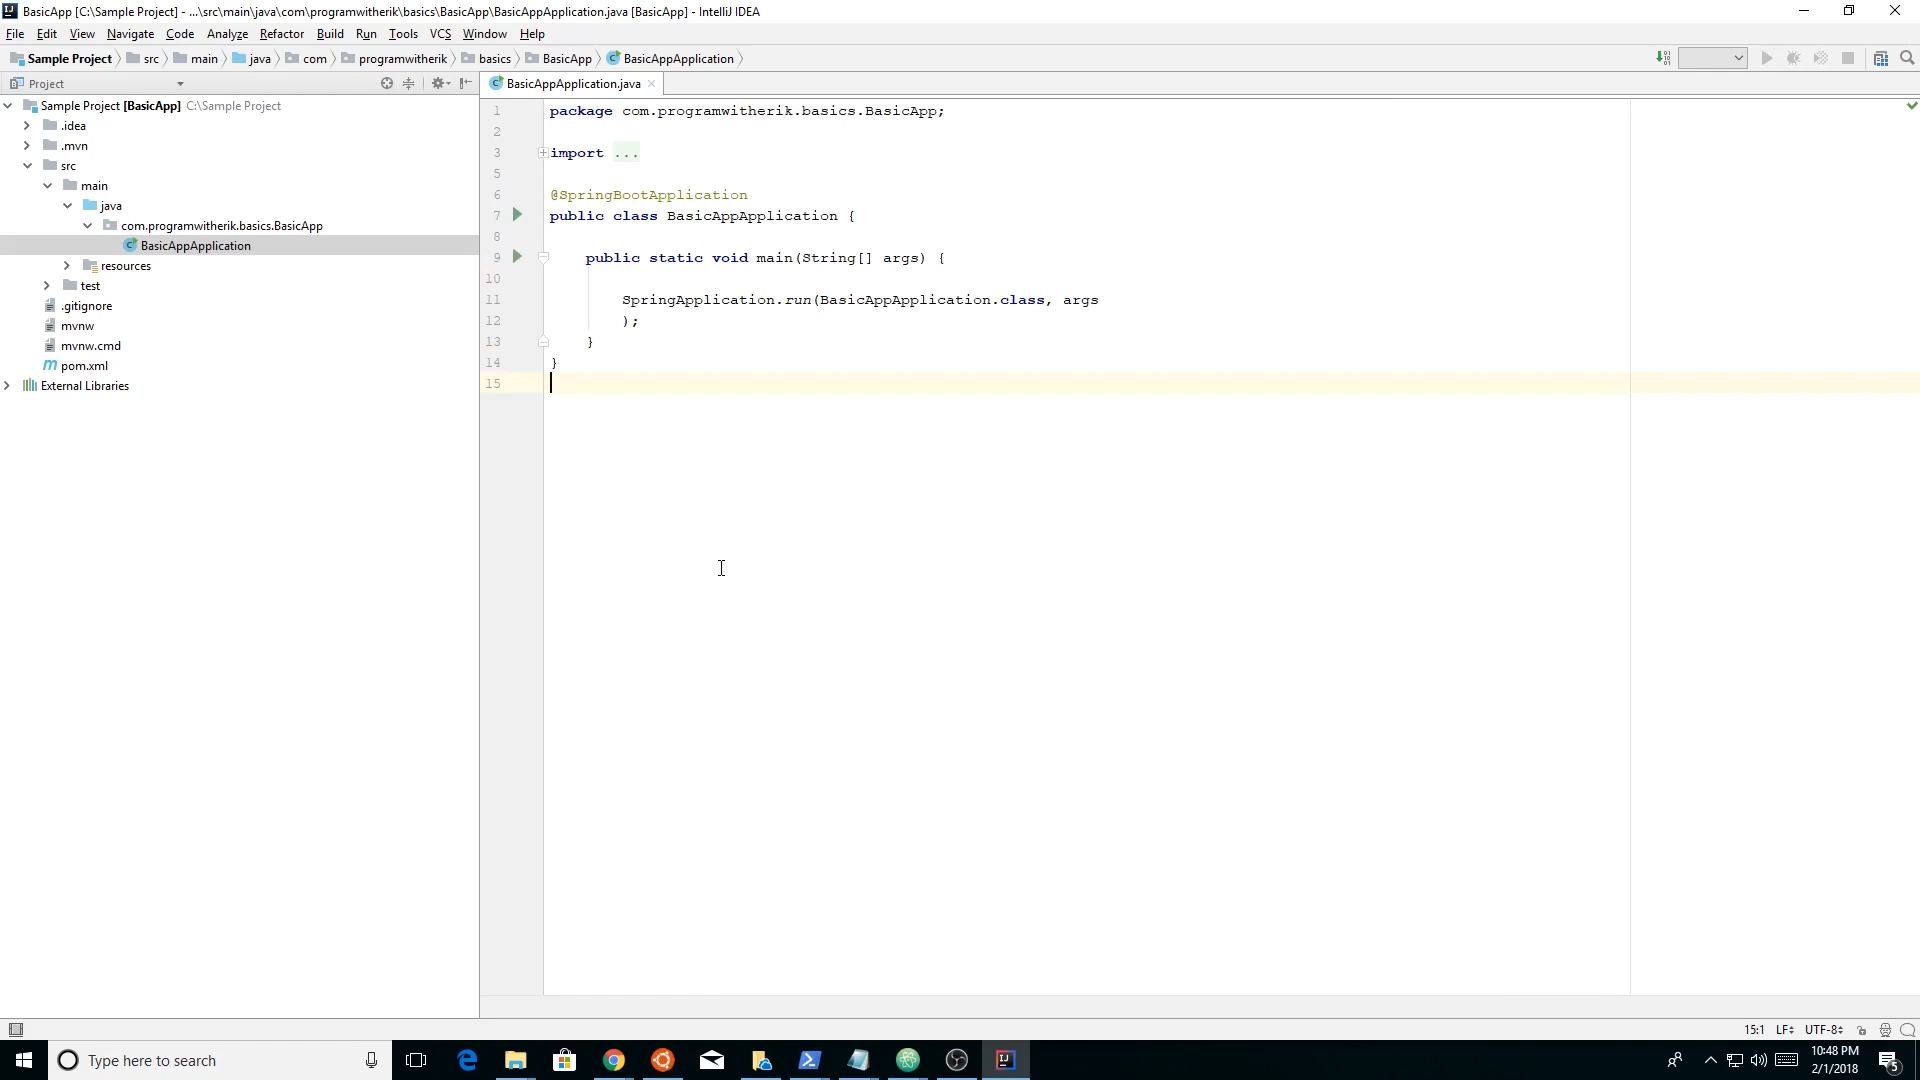 BasicApp [C:\Sample Project] - ...\src\main\java\com\programwitherik\basics\BasicApp\BasicAppApplication.java [BasicApp] - IntelliJ IDEA
File Edit View Navigate Code Analyze Refactor Build Run Tools VCS Window Help
Sample Project src main java com programwitherik basics BasicApp BasicAppApplication
Project
BasicAppApplication.java
Sample Project [BasicApp] C:\Sample Project
.idea
.mvn
src
main
java
com.programwitherik.basics.BasicApp
BasicAppApplication
resources
test
.gitignore
mvnw
mvnw.cmd
pom.xml
External Libraries
1 package com.programwitherik.basics.BasicApp;
2
3 import ...
5
6 @SpringBootApplication
7 public class BasicAppApplication {
8
9 public static void main(String[] args) {
10
11 SpringApplication.run(BasicAppApplication.class, args
12 );
13 }
14 }
15
15:1 LF UTF-8
Type here to search
10:48 PM
2/1/2018
5